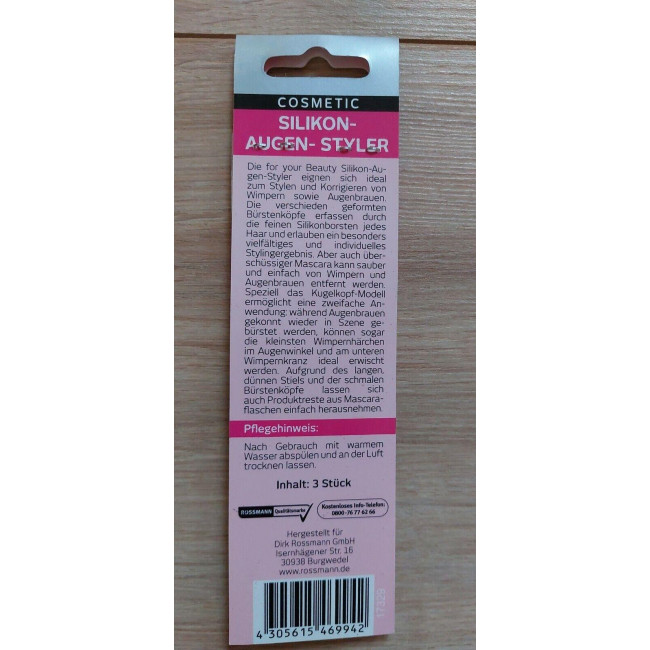 COSMETIC
SILIKON-
AUGEN- STYLER
Die for your Beauty Silikon-Au-
gen-Styler eignen sich ideal
zum Stylen und Korrigieren von
Wimpern sowie Augenbrauen.
Die verschieden geformten
Bürstenköpfe erfassen durch
die feinen Silikonborsten jedes
Haar und erlauben ein besonders
vielfältiges und individuelles
Stylingergebnis. Aber auch über-
schüssiger Mascara kann sauber
und einfach von Wimpern und
Augenbrauen entfernt werden.
Speziell das Kugelkopf-Modell
ermöglicht eine zweifache An-
wendung: während Augenbrauen
gekonnt wieder in Szene ge-
bürstet werden, können sogar
die kleinsten Wimpernhärchen
im Augenwinkel und am unteren
Wimpernkranz ideal erwischt
werden. Aufgrund des langen,
dünnen Stiels und der schmalen
Bürstenköpfe lassen sich
auch Produktreste aus Mascara-
flaschen einfach herausnehmen.
Pflegehinweis:
Nach Gebrauch mit warmem
Wasser abspülen und an der Luft
trocknen lassen.
Inhalt: 3 Stück
ROSSMANN Qualitätsmarke
Kostenloses Info-Telefon:
0800-76 77 62 66
Hergestellt für
Dirk Rossmann GmbH
Isernhägener Str. 16
30938 Burgwedel
www.rossmann.de
17329
4 305615 469942